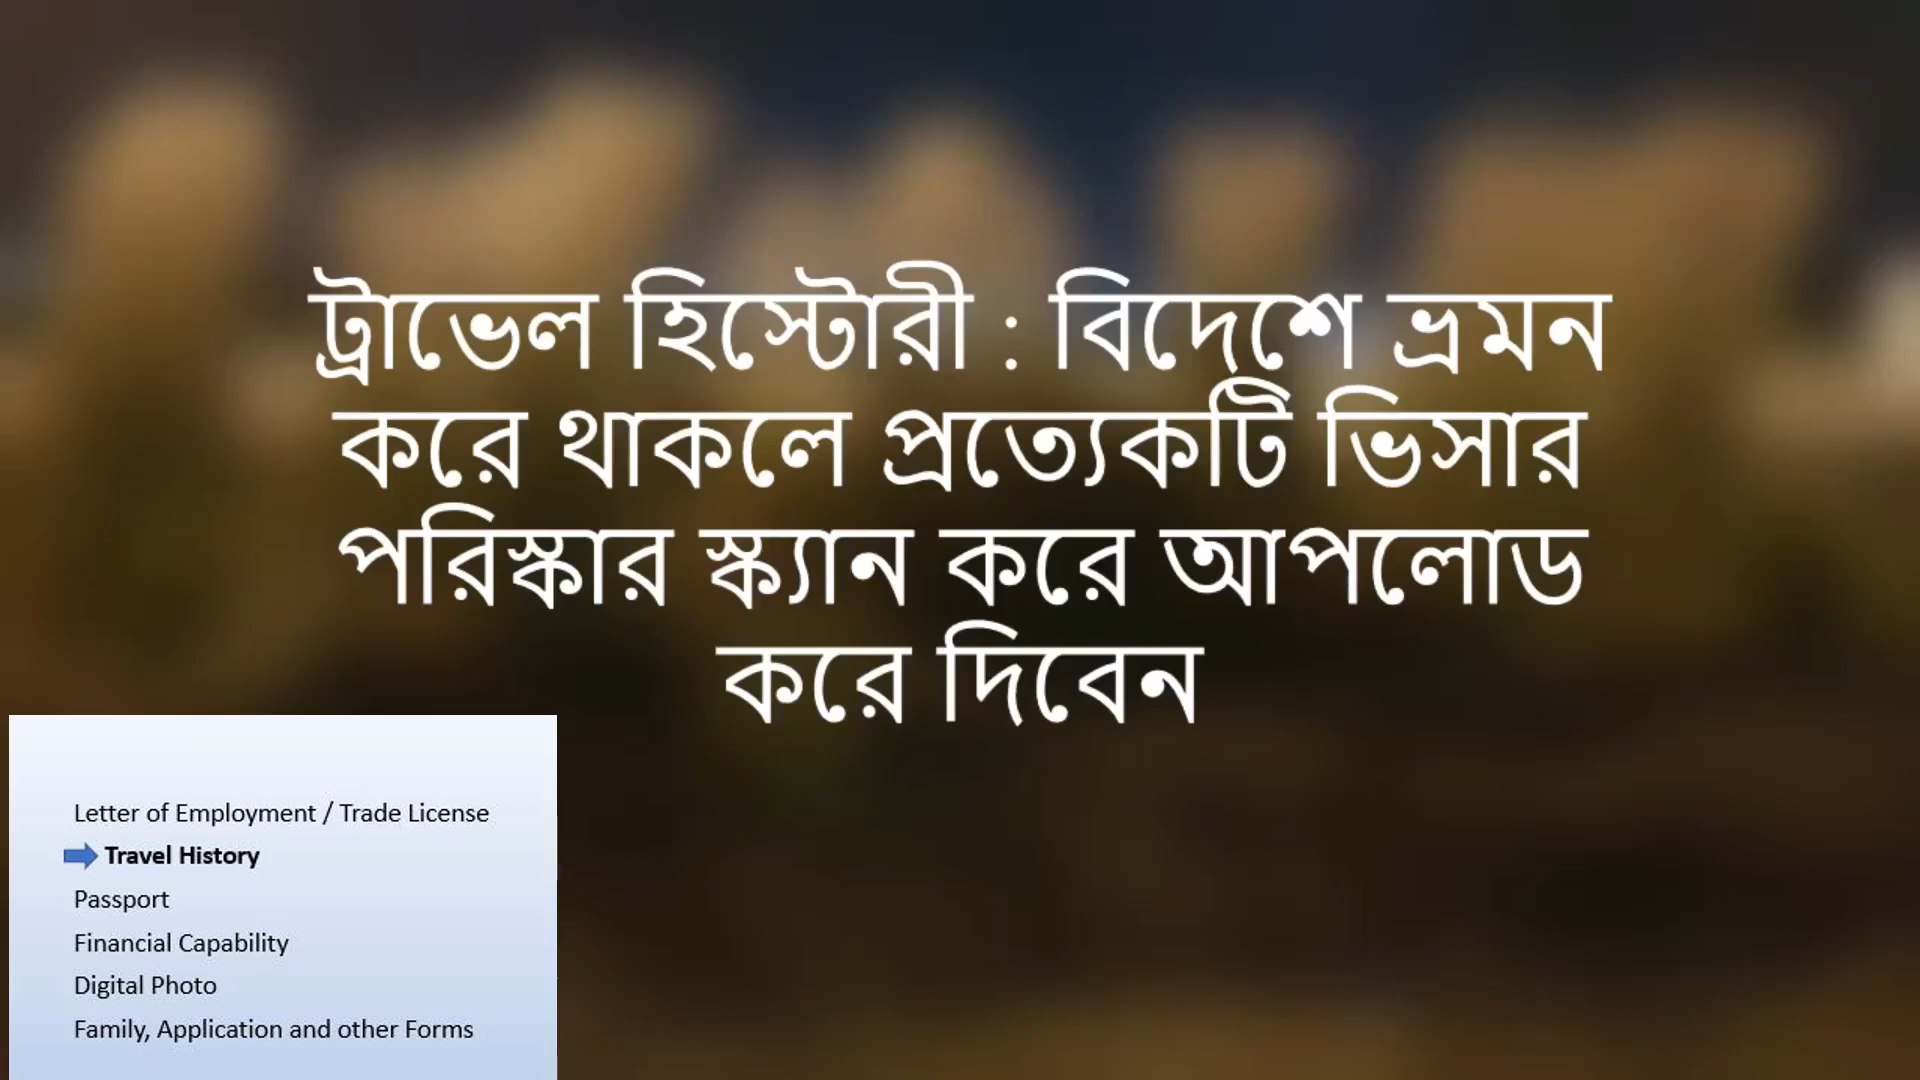 ট্রাভেল হিস্টোরী : বিদেশে ভ্রমন
করে থাকলে প্রত্যেকটি ভিসার
পরিস্কার স্ক্যান করে আপলোড
করে দিবেন
Letter of Employment / Trade License
Travel History
Passport
Financial Capability
Digital Photo
Family, Application and other Forms